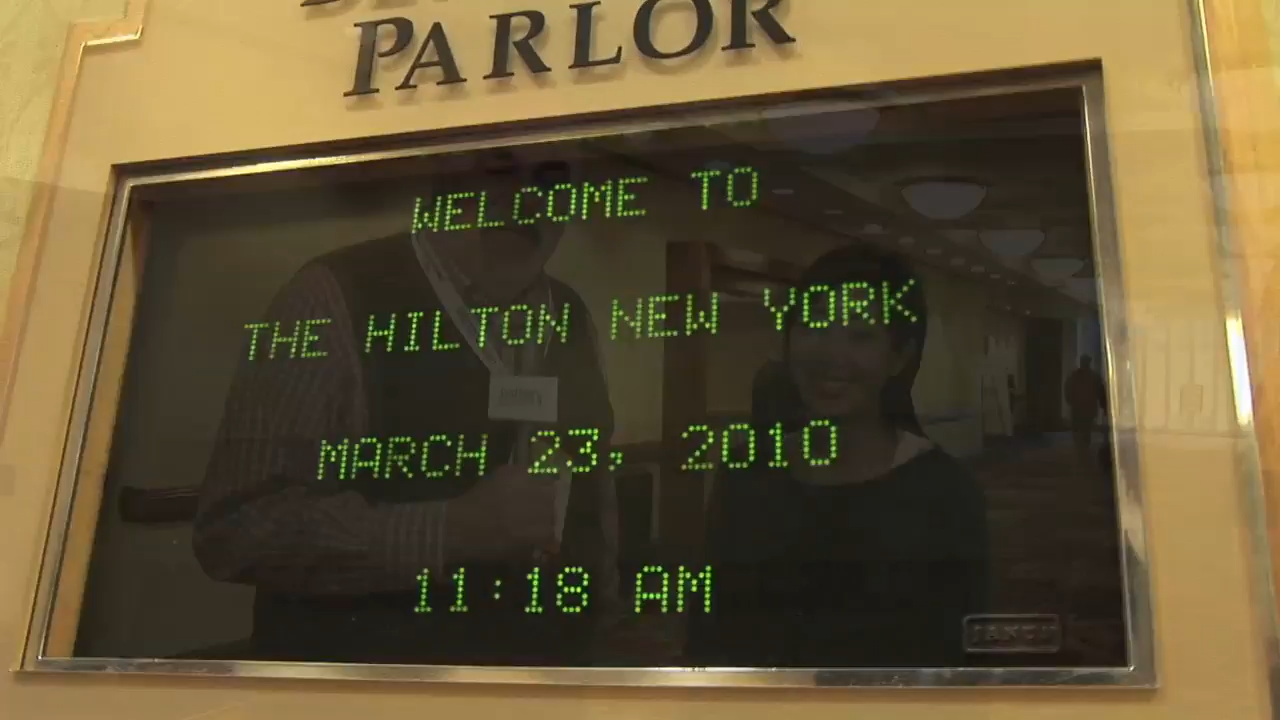 PARLOR
WELCOME TO
THE HILTON NEW YORK
MARCH 23, 2010
11:18 AM